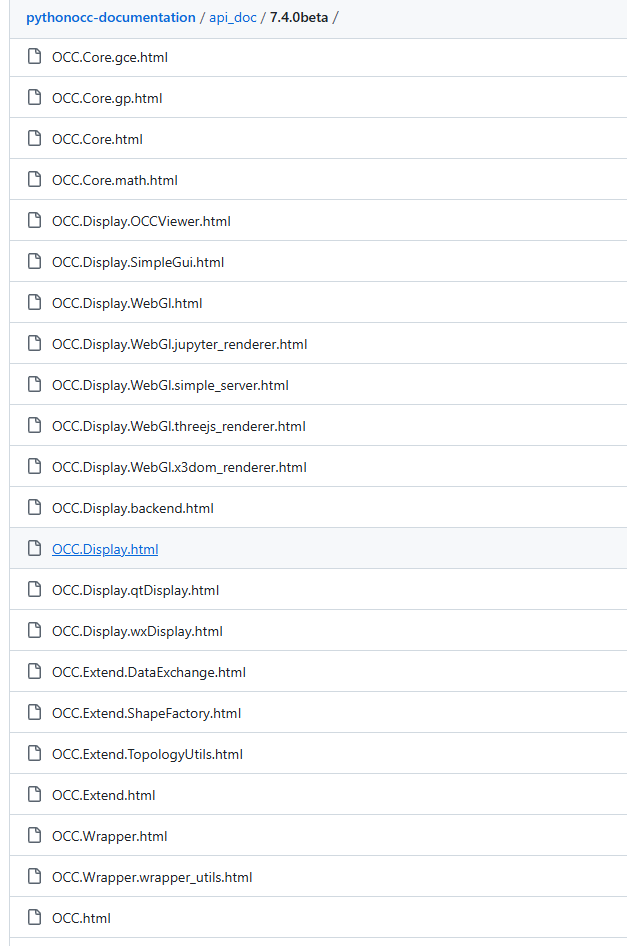 pythonocc-documentation / api_doc / 7.4.0beta /
OCC.Core.gce.html
OCC.Core.gp.html
OCC.Core.html
OCC.Core.math.html
OCC.Display.OCCViewer.html
OCC.Display.SimpleGui.html
OCC.Display.WebGl.html
OCC.Display.WebGl.jupyter_renderer.html
OCC.Display.WebGl.simple_server.html
OCC.Display.WebGl.threejs_renderer.html
OCC.Display.WebGl.x3dom_renderer.html
OCC.Display.backend.html
OCC.Display.html
OCC.Display.qtDisplay.html
OCC.Display.wxDisplay.html
OCC.Extend.DataExchange.html
OCC.Extend.ShapeFactory.html
OCC.Extend.TopologyUtils.html
OCC.Extend.html
OCC.Wrapper.html
OCC.Wrapper.wrapper_utils.html
OCC.html